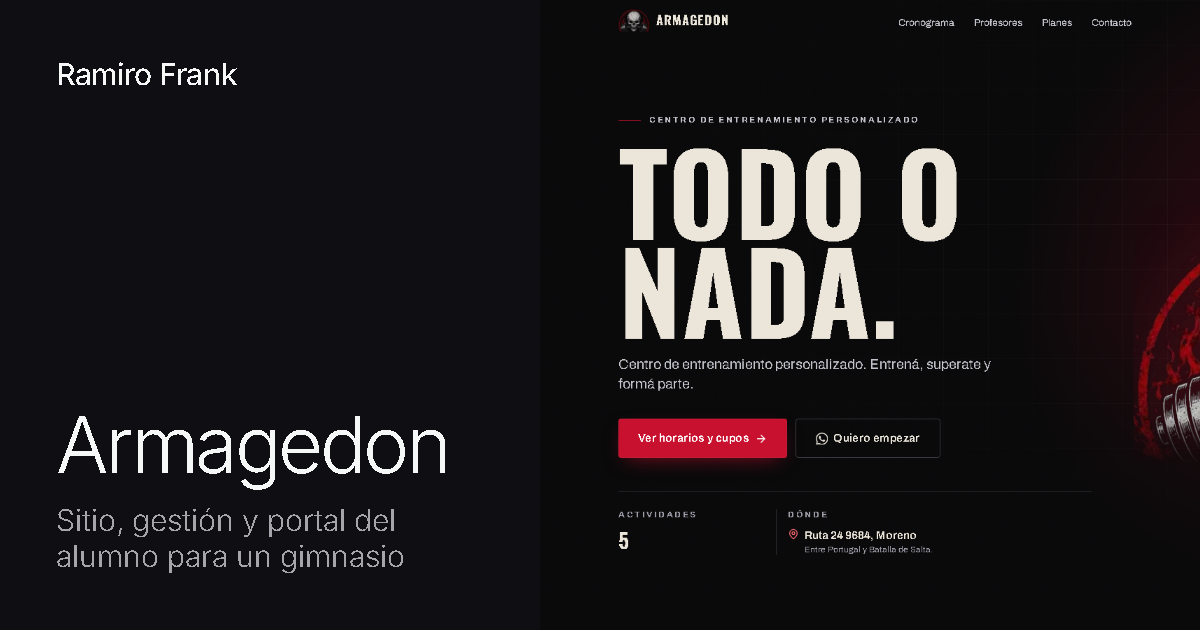 Ramiro Frank
Armagedon
Sitio, gestión y portal del
alumno para un gimnasio
ARMAGEDON
Cronograma Profesores Planes Contacto
CENTRO DE ENTRENAMIENTO PERSONALIZADO
TODO O
NADA.
Centro de entrenamiento personalizado. Entrená, superate y
formá parte.
Ver horarios y cupos →
Quiero empezar
ACTIVIDADES
5
DÓNDE
Ruta 24 9684, Moreno
Entre Portugal y Batalla de Salta.